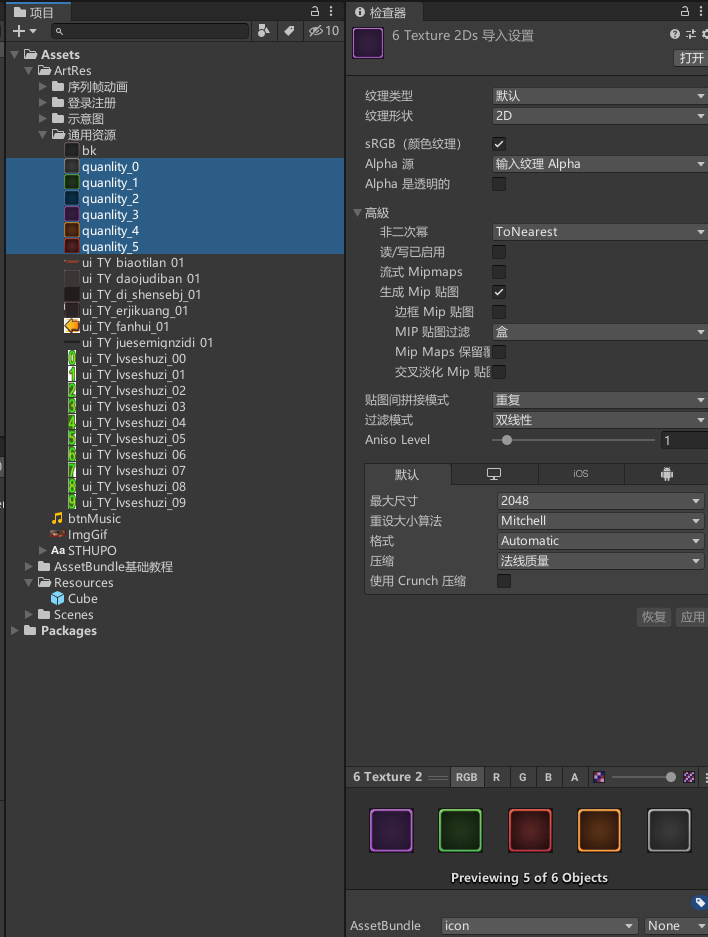 项目
10
Assets
ArtRes
序列帧动画
登录注册
示意图
通用资源
bk
quanlity_0
quanlity_1
quanlity_2
quanlity_3
quanlity_4
quanlity_5
ui_TY_biaotilan_01
ui_TY_daojudiban_01
ui_TY_di_shensebj_01
ui_TY_erjikuang_01
ui_TY_fanhui_01
ui_TY_juesemignzidi_01
ui_TY_lvseshuzi_00
ui_TY_lvseshuzi_01
ui_TY_lvseshuzi_02
ui_TY_lvseshuzi_03
ui_TY_lvseshuzi_04
ui_TY_lvseshuzi_05
ui_TY_lvseshuzi_06
ui_TY_lvseshuzi_07
ui_TY_lvseshuzi_08
ui_TY_lvseshuzi_09
btnMusic
ImgGif
Aa STHUPO
AssetBundle基础教程
Resources
Cube
Scenes
Packages
检查器
6 Texture 2Ds 导入设置
打开
纹理类型 默认
纹理形状 2D
sRGB（颜色纹理）
Alpha 源 输入纹理 Alpha
Alpha 是透明的
高级
非二次幂 ToNearest
读/写已启用
流式 Mipmaps
生成 Mip 贴图
边框 Mip 贴图
MIP 贴图过滤 盒
Mip Maps 保留
交叉淡化 Mip 贴
贴图间拼接模式 重复
过滤模式 双线性
Aniso Level 1
默认 iOS
最大尺寸 2048
重设大小算法 Mitchell
格式 Automatic
压缩 法线质量
使用 Crunch 压缩
恢复 应用
6 Texture 2 RGB R G B A
Previewing 5 of 6 Objects
AssetBundle icon None